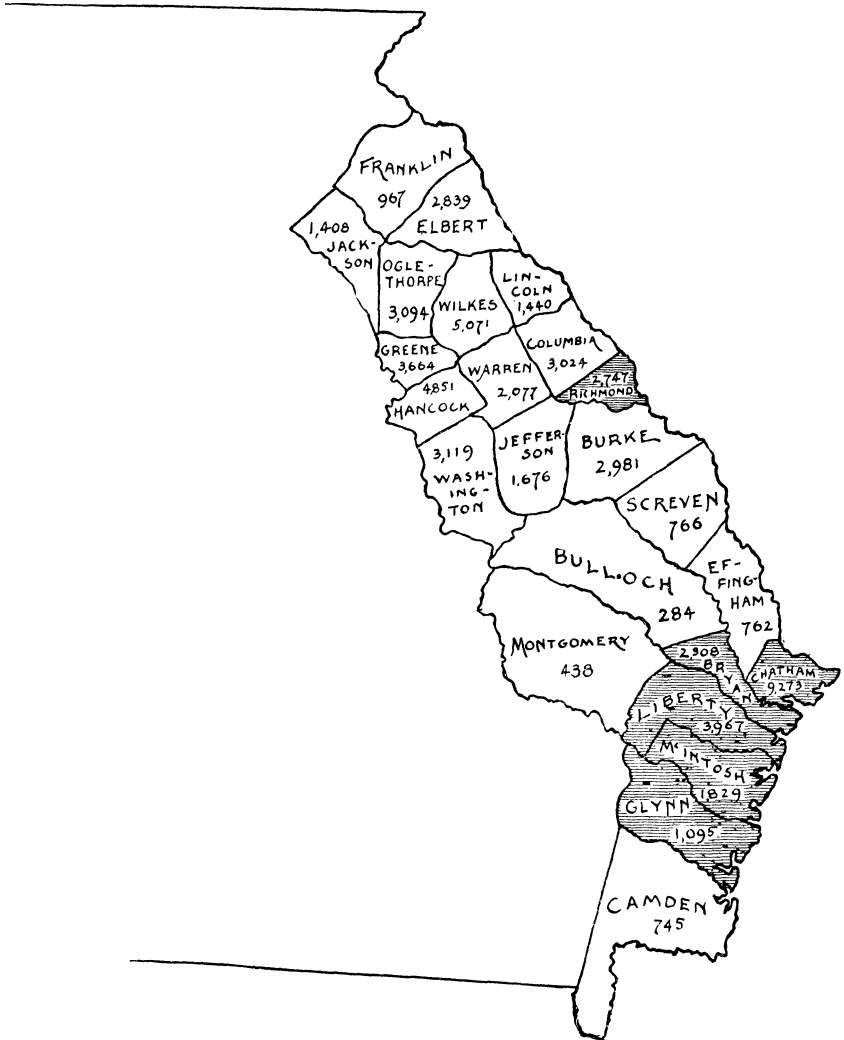 FRANKLIN
967
2,839
ELBERT
1,408
JACK-
SON
OGLE-
THORPE
3,094
WILKES
5,071
LIN-
COLN
1,440
GREENE
3,664
WARREN
2,077
COLUMBIA
3,024
2,747
RICHMOND
4,851
HANCOCK
3,119
WASH-
ING-
TON
JEFFER-
SON
1,676
BURKE
2,981
SCREVEN
766
BULLOCH
284
EF-
FING-
HAM
762
MONTGOMERY
438
2,308
BRYAN
CHATHAM
9,273
LIBERTY
3,967
McINTOSH
1829
GLYNN
1,095
CAMDEN
745